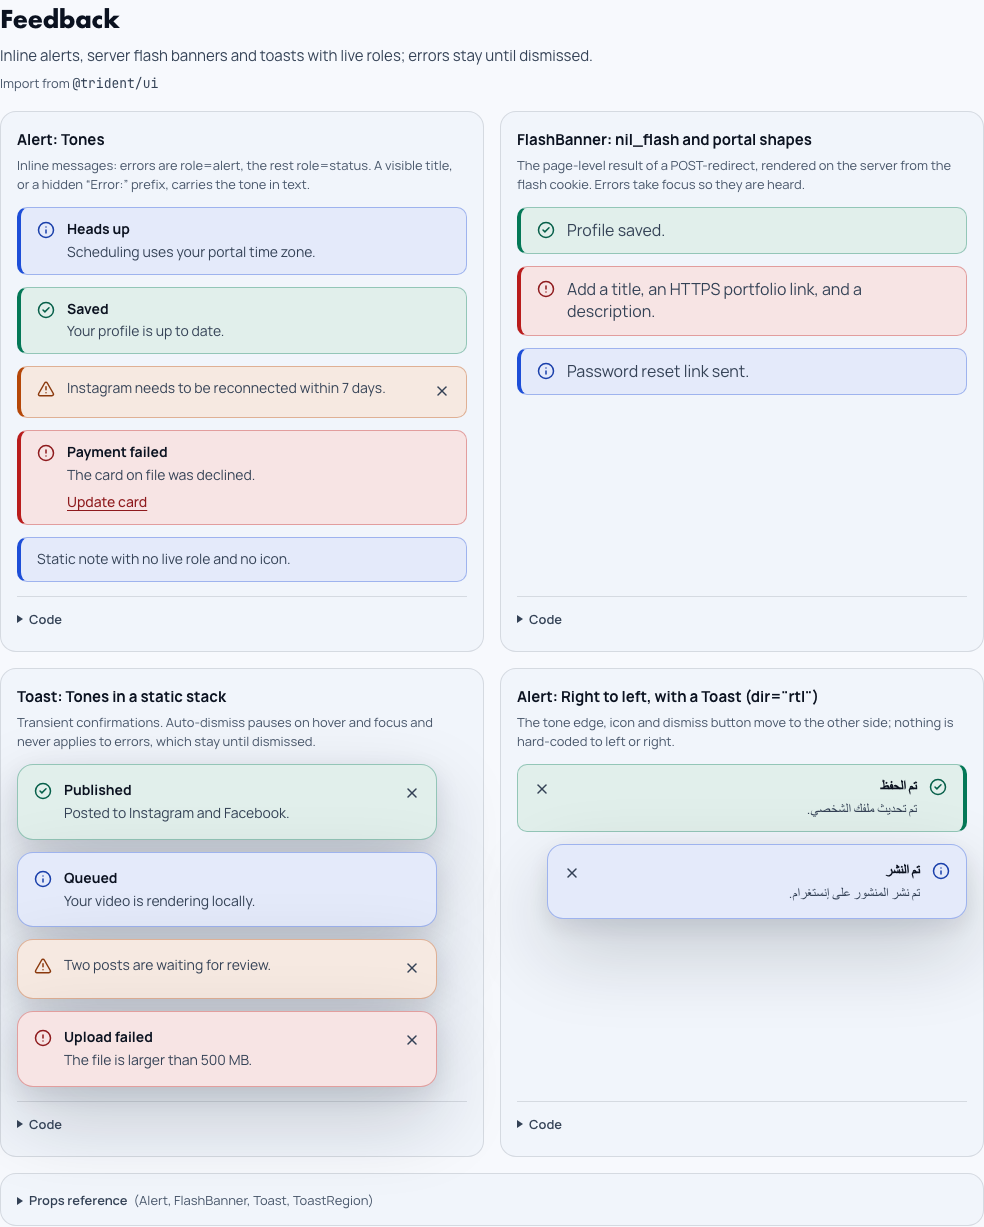 Feedback
Inline alerts, server flash banners and toasts with live roles; errors stay until dismissed.
Import from @trident/ui
Alert: Tones
Inline messages: errors are role=alert, the rest role=status. A visible title,
or a hidden “Error:” prefix, carries the tone in text.
Heads up
Scheduling uses your portal time zone.
Saved
Your profile is up to date.
Instagram needs to be reconnected within 7 days.
Payment failed
The card on file was declined.
Update card
Static note with no live role and no icon.
Code
FlashBanner: nil_flash and portal shapes
The page-level result of a POST-redirect, rendered on the server from the
flash cookie. Errors take focus so they are heard.
Profile saved.
Add a title, an HTTPS portfolio link, and a
description.
Password reset link sent.
Code
Toast: Tones in a static stack
Transient confirmations. Auto-dismiss pauses on hover and focus and
never applies to errors, which stay until dismissed.
Published
Posted to Instagram and Facebook.
Queued
Your video is rendering locally.
Two posts are waiting for review.
Upload failed
The file is larger than 500 MB.
Code
Alert: Right to left, with a Toast (dir="rtl")
The tone edge, icon and dismiss button move to the other side; nothing is
hard-coded to left or right.
تم الحفظ
تم تحديث ملفك الشخصي.
تم النشر
تم نشر المنشور على إنستغرام.
Code
Props reference (Alert, FlashBanner, Toast, ToastRegion)